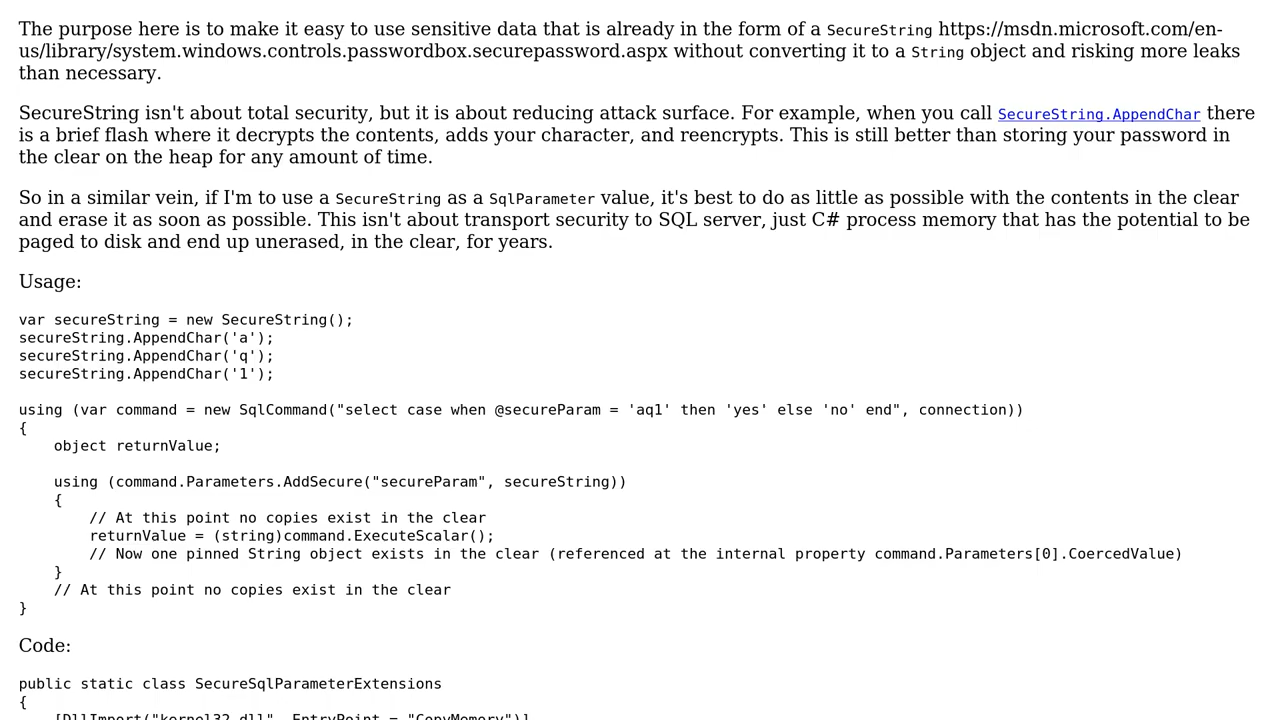 The purpose here is to make it easy to use sensitive data that is already in the form of a SecureString https://msdn.microsoft.com/en-
us/library/system.windows.controls.passwordbox.securepassword.aspx without converting it to a String object and risking more leaks
than necessary.
SecureString isn't about total security, but it is about reducing attack surface. For example, when you call SecureString.AppendChar there
is a brief flash where it decrypts the contents, adds your character, and reencrypts. This is still better than storing your password in
the clear on the heap for any amount of time.
So in a similar vein, if I'm to use a SecureString as a SqlParameter value, it's best to do as little as possible with the contents in the clear
and erase it as soon as possible. This isn't about transport security to SQL server, just C# process memory that has the potential to be
paged to disk and end up unerased, in the clear, for years.
Usage:
var secureString = new SecureString();
secureString.AppendChar('a');
secureString.AppendChar('q');
secureString.AppendChar('1');
using (var command = new SqlCommand("select case when @secureParam = 'aq1' then 'yes' else 'no' end", connection))
{
    object returnValue;
    using (command.Parameters.AddSecure("secureParam", secureString))
    {
        // At this point no copies exist in the clear
        returnValue = (string)command.ExecuteScalar();
        // Now one pinned String object exists in the clear (referenced at the internal property command.Parameters[0].CoercedValue)
    }
    // At this point no copies exist in the clear
}
Code:
public static class SecureSqlParameterExtensions
{
    [DllImport("kernel32.dll", EntryPoint = "CopyMemory")]